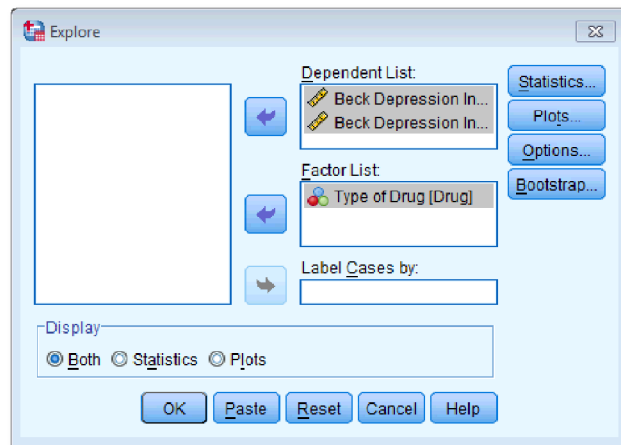 Explore
Dependent List:
Beck Depression In...
Beck Depression In...
Factor List:
Type of Drug [Drug]
Label Cases by:
Statistics...
Plots...
Options...
Bootstrap...
Display
Both Statistics Plots
OK Paste Reset Cancel Help